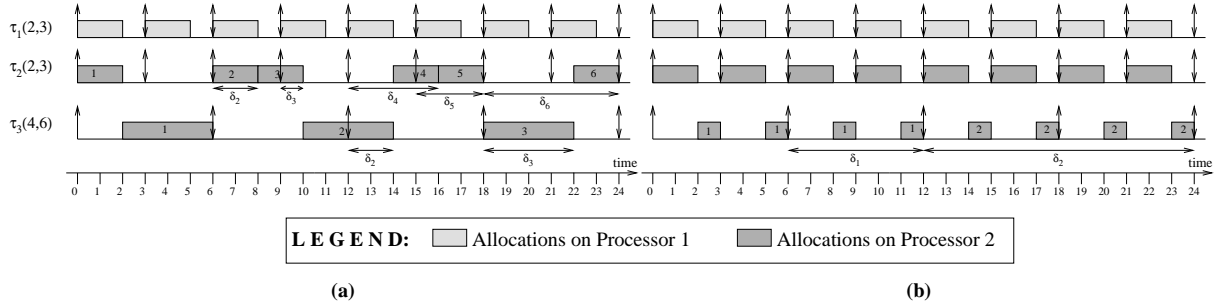 τ1(2,3)
τ2(2,3)
1 2 3 4 5 6
δ2 δ3 δ4 δ5 δ6
τ3(4,6)
1 2 3
1 1 1 1 2 2 2 2
δ2 δ3
δ1 δ2
time
time
0 1 2 3 4 5 6 7 8 9 10 11 12 13 14 15 16 17 18 19 20 21 22 23 24
0 1 2 3 4 5 6 7 8 9 10 11 12 13 14 15 16 17 18 19 20 21 22 23 24
L E G E N D: Allocations on Processor 1 Allocations on Processor 2
(a) (b)